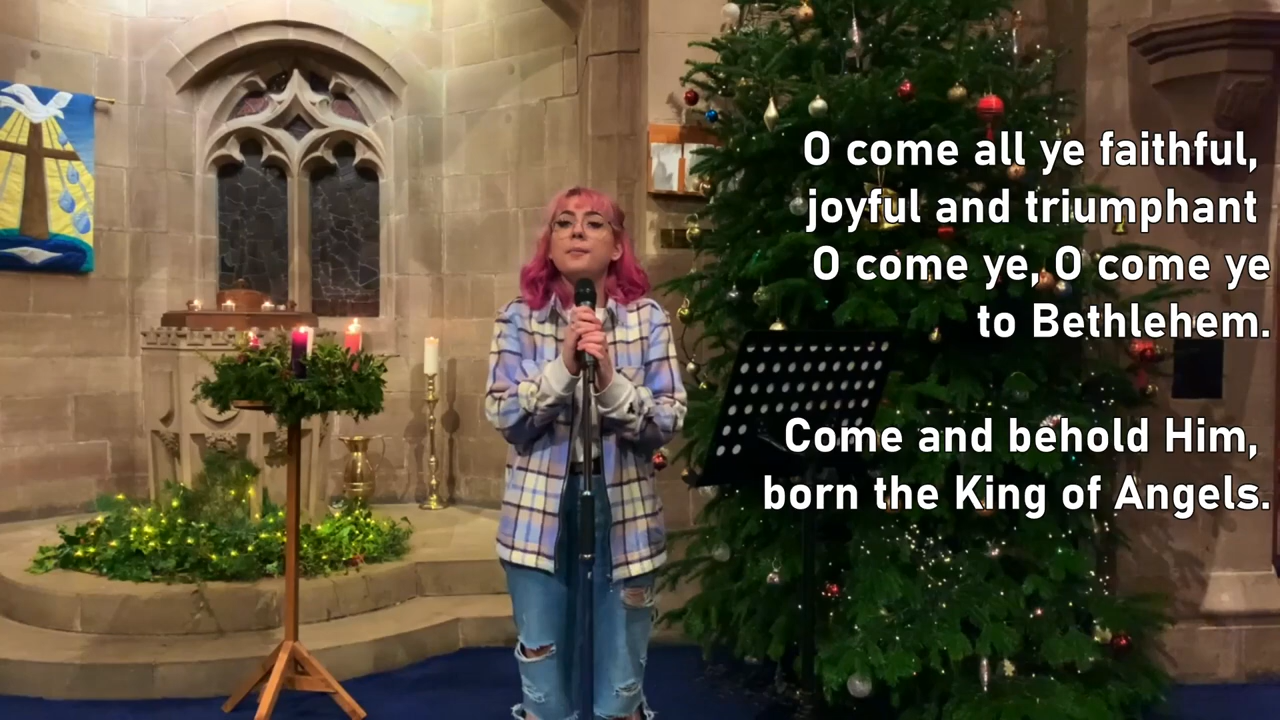 O come all ye faithful,
joyful and triumphant
O come ye, O come ye
to Bethlehem.
Come and behold Him,
born the King of Angels.